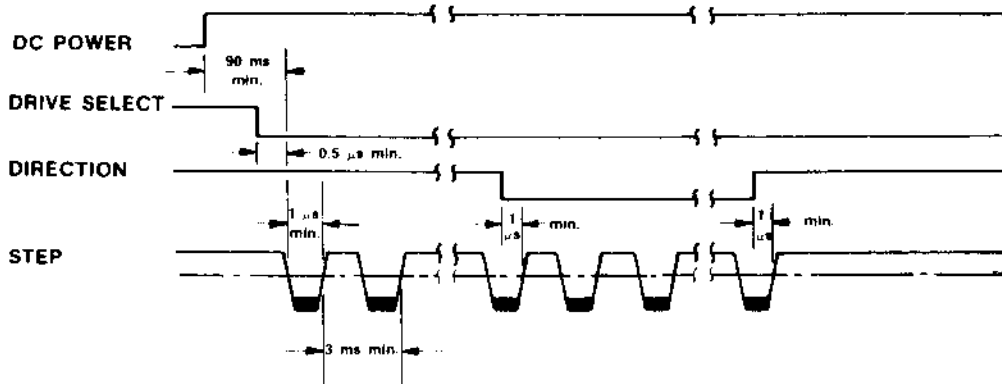 DC POWER
90 ms
min.
DRIVE SELECT
0.5 µs min.
DIRECTION
1 µs
min.
1
µs
min.
1
µs
min.
STEP
3 ms min.